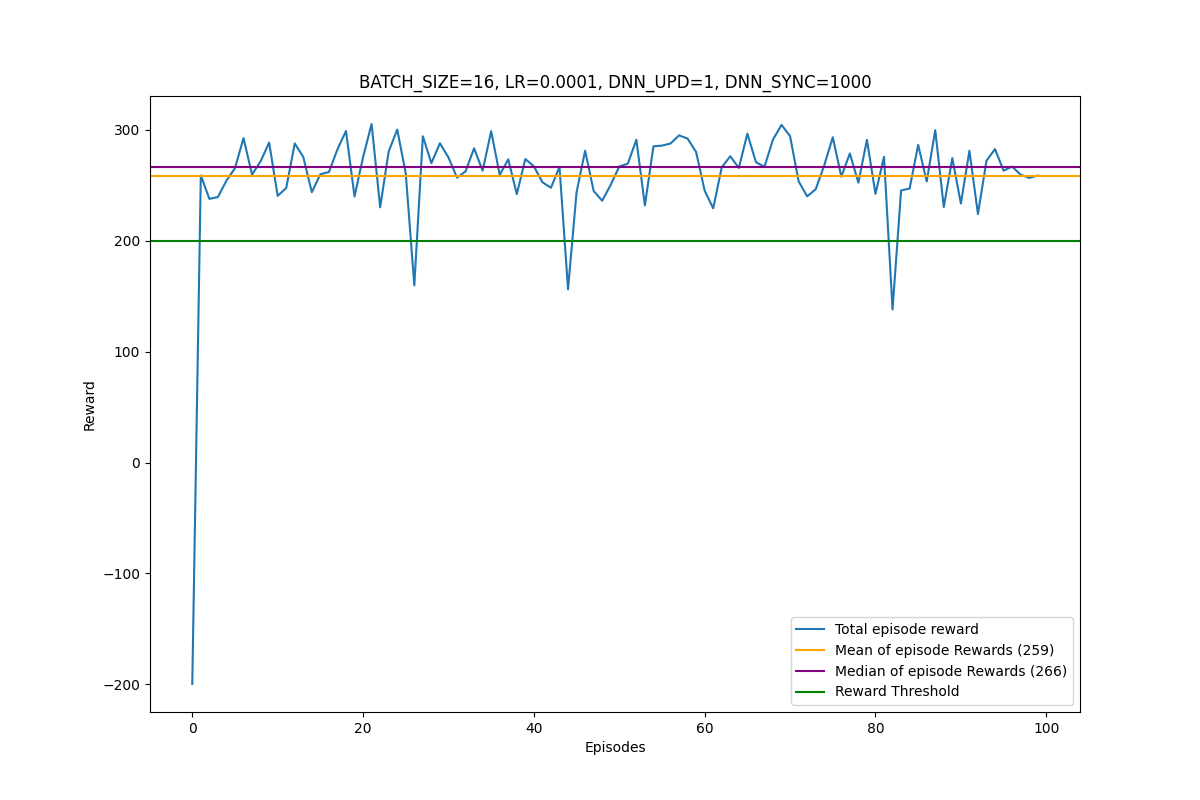 BATCH_SIZE=16, LR=0.0001, DNN_UPD=1, DNN_SYNC=1000
300
200
100
0
−100
−200
Reward
Total episode reward
Mean of episode Rewards (259)
Median of episode Rewards (266)
Reward Threshold
0 20 40 60 80 100
Episodes